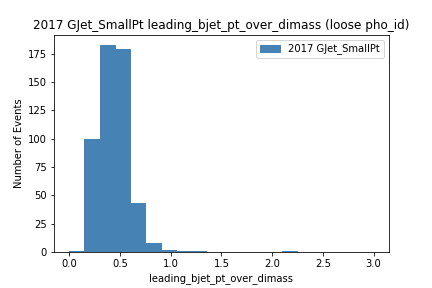 2017 GJet_SmallPt leading_bjet_pt_over_dimass (loose pho_id)
2017 GJet_SmallPt
Number of Events
175
150
125
100
75
50
25
0
0.0 0.5 1.0 1.5 2.0 2.5 3.0
leading_bjet_pt_over_dimass